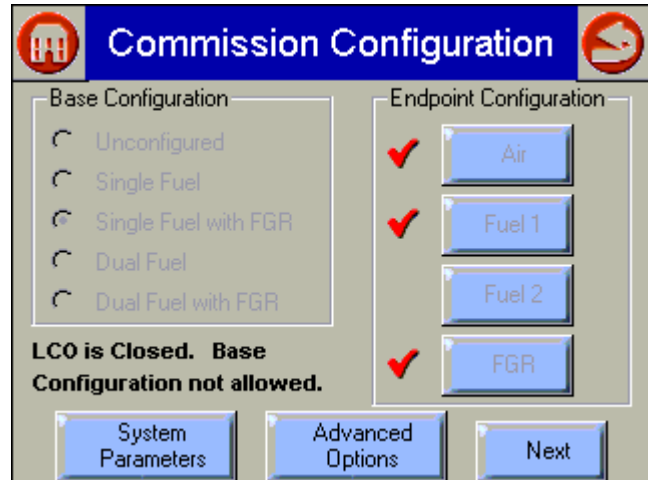 Commission Configuration
Base Configuration
Unconfigured
Single Fuel
Single Fuel with FGR
Dual Fuel
Dual Fuel with FGR
LCO is Closed. Base
Configuration not allowed.
Endpoint Configuration
Air
Fuel 1
Fuel 2
FGR
System
Parameters
Advanced
Options
Next